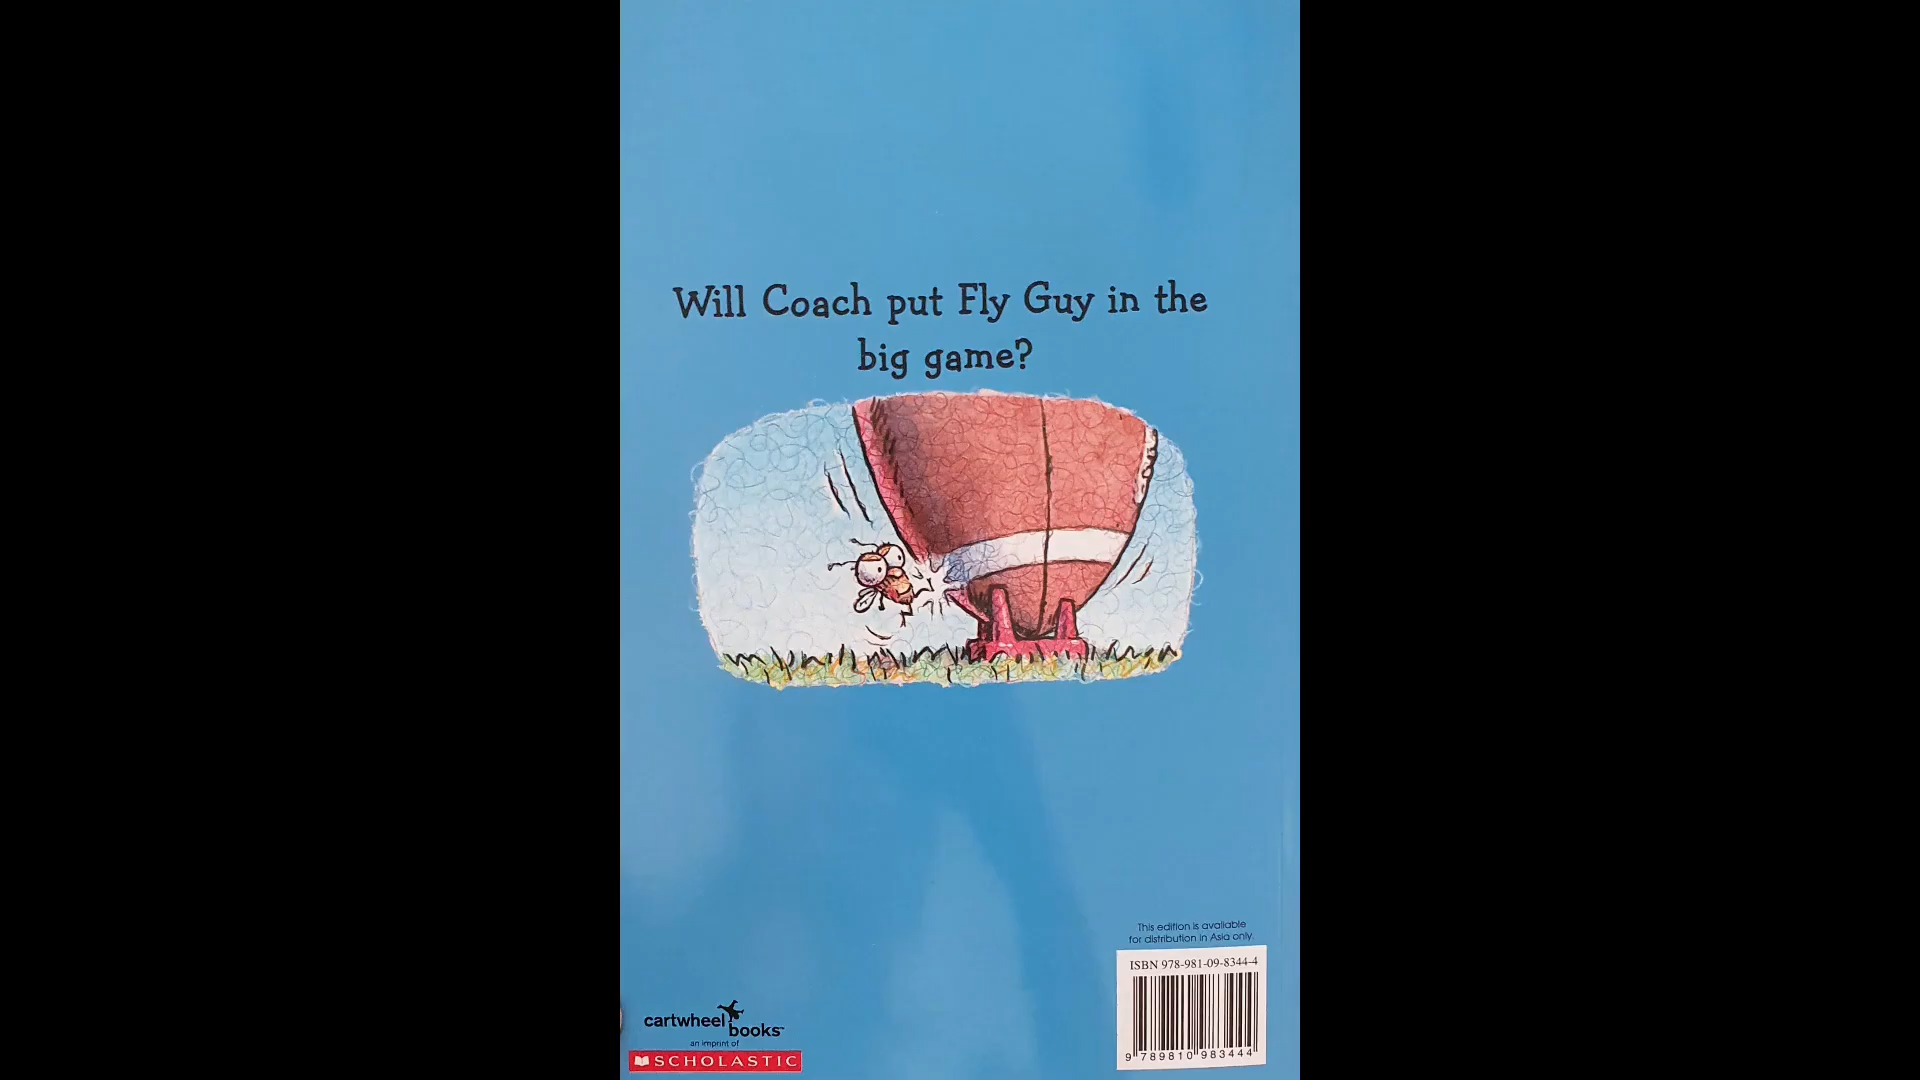 Will Coach put Fly Guy in the
big game?
This edition is available
for distribution in Asia only.
ISBN 978-981-09-8344-4
9 789810 983444
cartwheel
books™
an imprint of
SCHOLASTIC